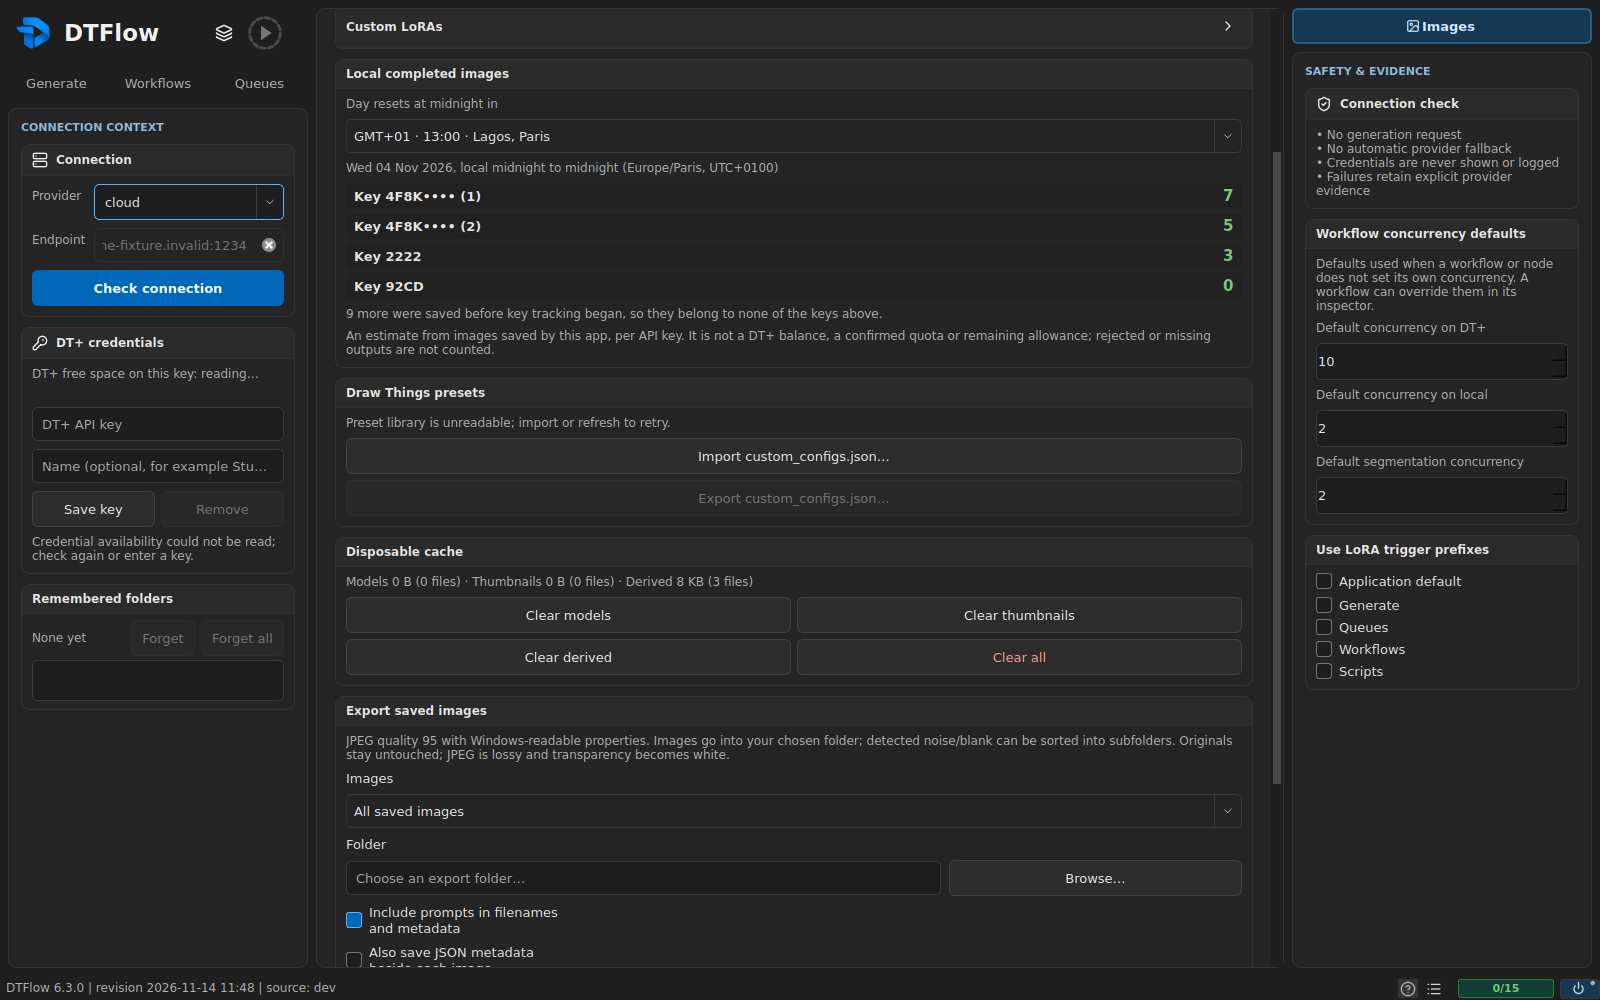 DTFlow
Generate
Workflows
Queues
CONNECTION CONTEXT
Connection
Provider
cloud
Endpoint
ne-fixture.invalid:1234
Check connection
DT+ credentials
DT+ free space on this key: reading…
DT+ API key
Name (optional, for example Stu…
Save key
Remove
Credential availability could not be read;
check again or enter a key.
Remembered folders
None yet
Forget
Forget all
Custom LoRAs
Local completed images
Day resets at midnight in
GMT+01 · 13:00 · Lagos, Paris
Wed 04 Nov 2026, local midnight to midnight (Europe/Paris, UTC+0100)
Key 4F8K•••• (1)
7
Key 4F8K•••• (2)
5
Key 2222
3
Key 92CD
0
9 more were saved before key tracking began, so they belong to none of the keys above.
An estimate from images saved by this app, per API key. It is not a DT+ balance, a confirmed quota or remaining allowance; rejected or missing
outputs are not counted.
Draw Things presets
Preset library is unreadable; import or refresh to retry.
Import custom_configs.json…
Export custom_configs.json…
Disposable cache
Models 0 B (0 files) · Thumbnails 0 B (0 files) · Derived 8 KB (3 files)
Clear models
Clear thumbnails
Clear derived
Clear all
Export saved images
JPEG quality 95 with Windows-readable properties. Images go into your chosen folder; detected noise/blank can be sorted into subfolders. Originals
stay untouched; JPEG is lossy and transparency becomes white.
Images
All saved images
Folder
Choose an export folder…
Browse…
Include prompts in filenames
and metadata
Also save JSON metadata
beside each image
Images
SAFETY & EVIDENCE
Connection check
• No generation request
• No automatic provider fallback
• Credentials are never shown or logged
• Failures retain explicit provider
evidence
Workflow concurrency defaults
Defaults used when a workflow or node
does not set its own concurrency. A
workflow can override them in its
inspector.
Default concurrency on DT+
10
Default concurrency on local
2
Default segmentation concurrency
2
Use LoRA trigger prefixes
Application default
Generate
Queues
Workflows
Scripts
DTFlow 6.3.0 | revision 2026-11-14 11:48 | source: dev
0/15